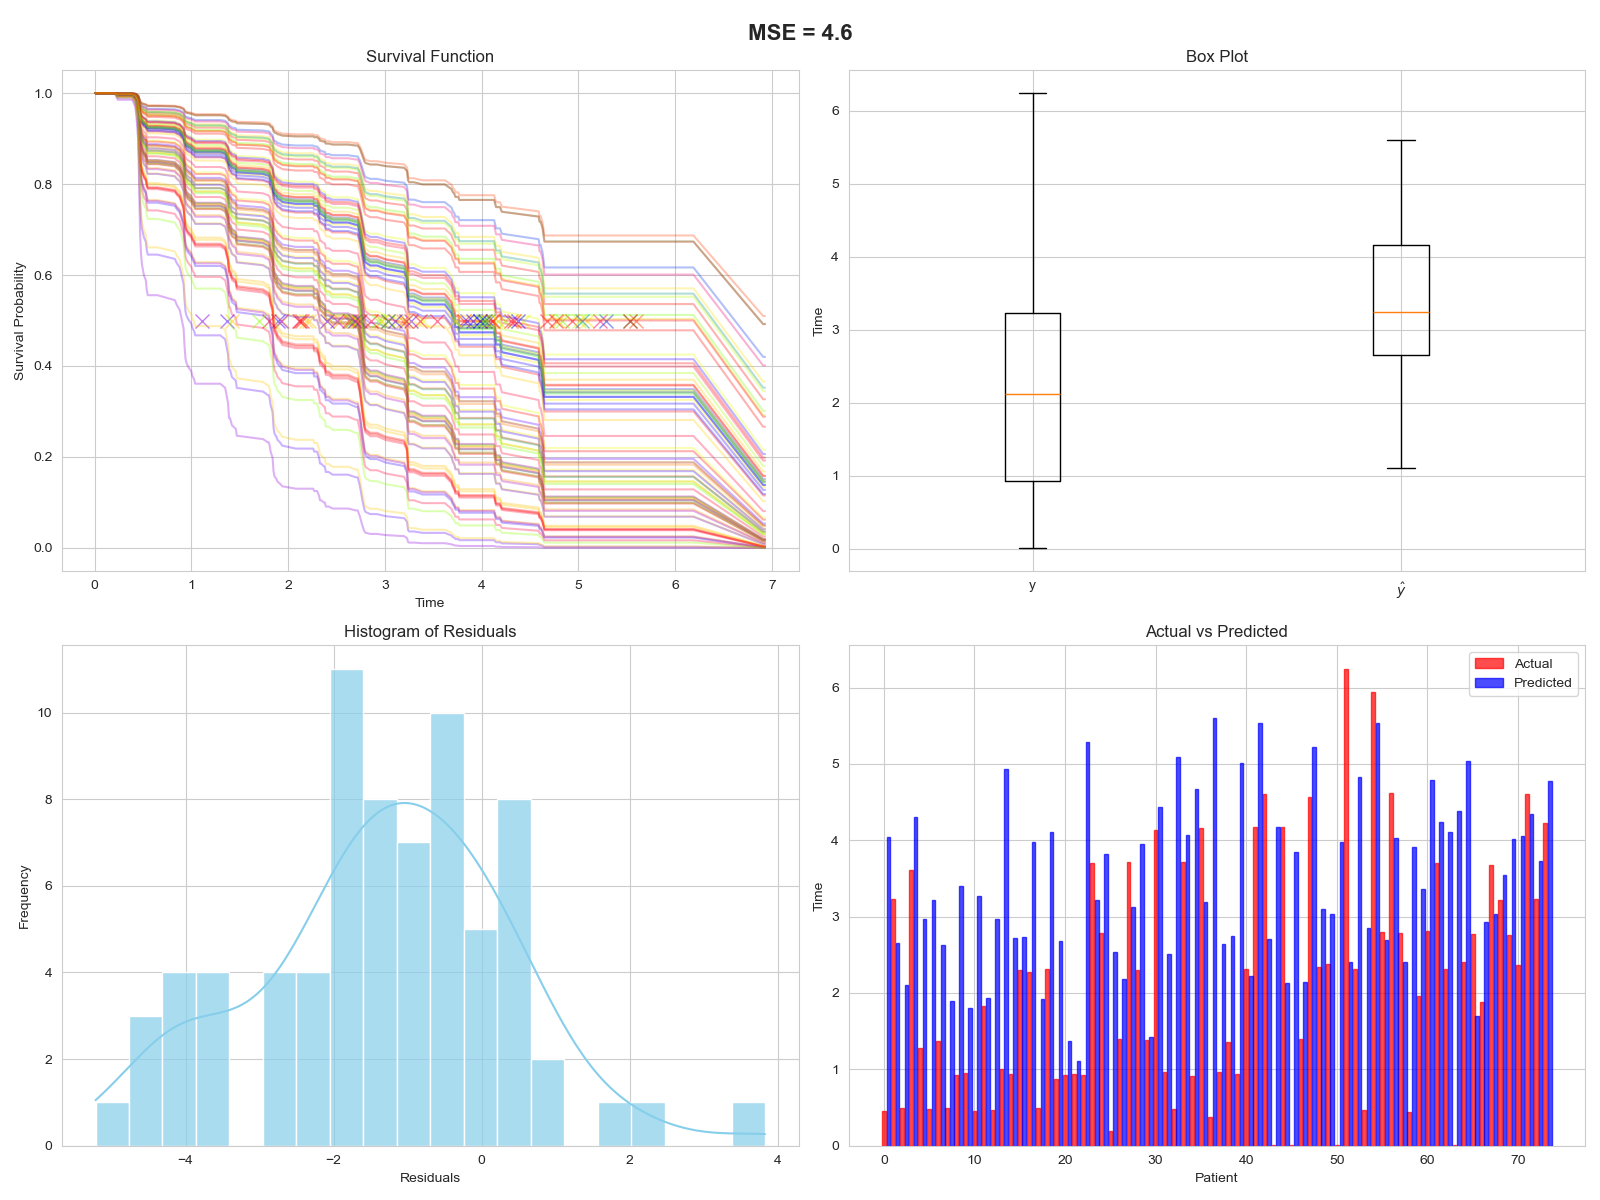 MSE = 4.6
Survival Function
Survival Probability
1.0
0.8
0.6
0.4
0.2
0.0
0 1 2 3 4 5 6 7
Time
Box Plot
Time
6
5
4
3
2
1
0
y ŷ
Histogram of Residuals
Frequency
10
8
6
4
2
0
−4 −2 0 2 4
Residuals
Actual vs Predicted
Actual
Predicted
Time
6
5
4
3
2
1
0
0 10 20 30 40 50 60 70
Patient